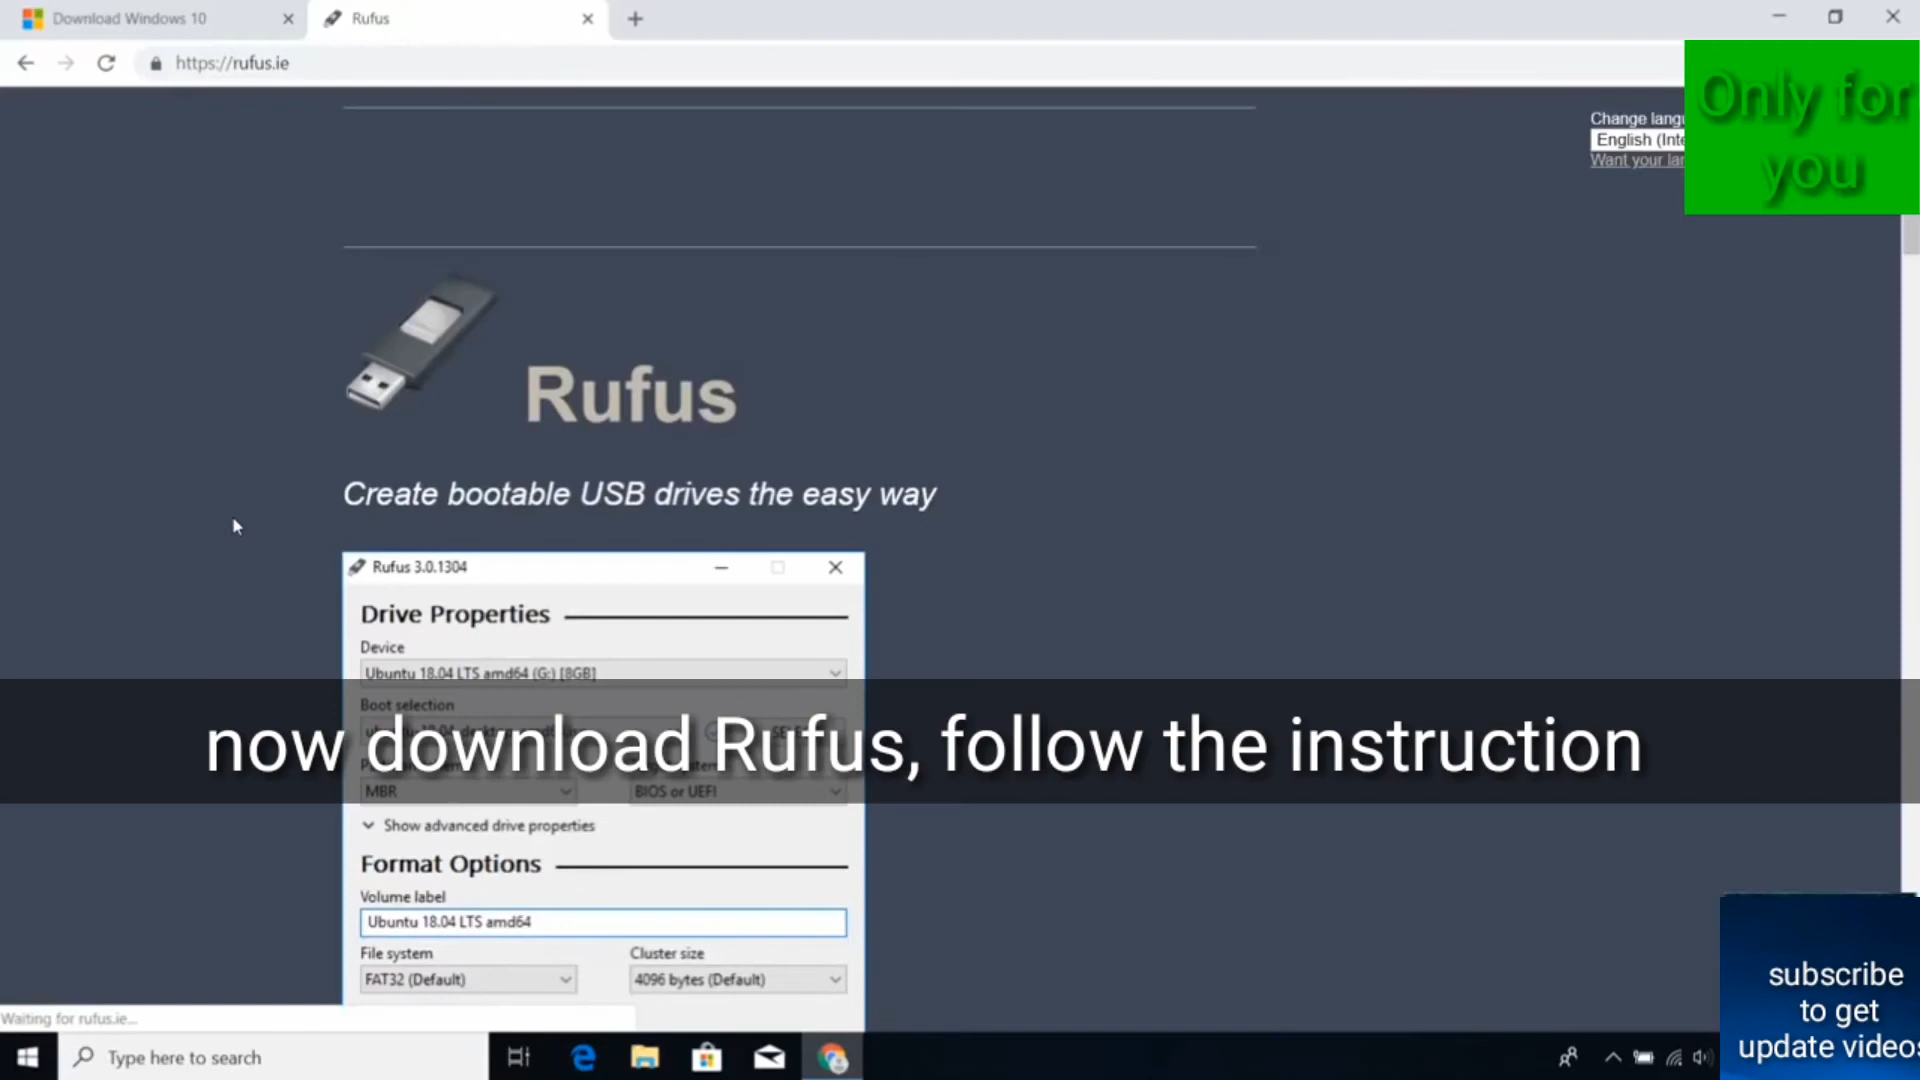 Download Windows 10
Rufus
https://rufus.ie
Only for
you
Change langu
English (Inte
Want your lan
Rufus
Create bootable USB drives the easy way
Rufus 3.0.1304
Drive Properties
Device
Ubuntu 18.04 LTS amd64 (G:) [8GB]
Boot selection
now download Rufus, follow the instruction
MBR
BIOS or UEFI
Show advanced drive properties
Format Options
Volume label
Ubuntu 18.04 LTS amd64
File system
Cluster size
FAT32 (Default)
4096 bytes (Default)
Waiting for rufus.ie...
Type here to search
subscribe
to get
update videos